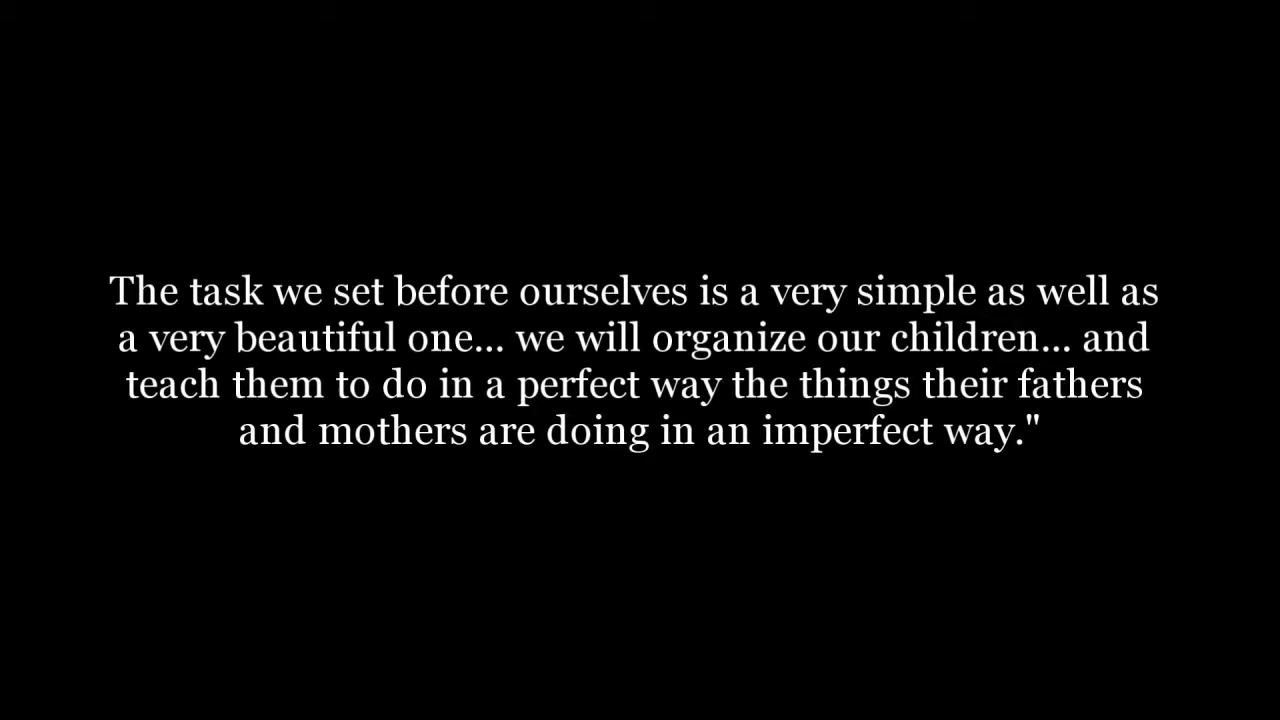 The task we set before ourselves is a very simple as well as
a very beautiful one... we will organize our children... and
teach them to do in a perfect way the things their fathers
and mothers are doing in an imperfect way."